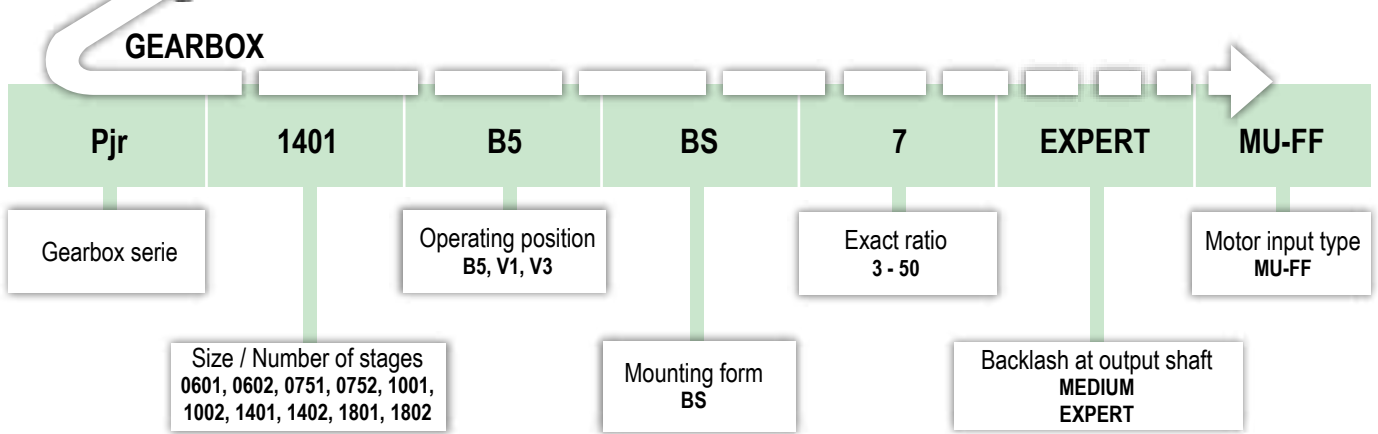 GEARBOX
Pjr 1401 B5 BS 7 EXPERT MU-FF
Gearbox serie
Operating position
B5, V1, V3
Exact ratio
3 - 50
Motor input type
MU-FF
Size / Number of stages
0601, 0602, 0751, 0752, 1001,
1002, 1401, 1402, 1801, 1802
Mounting form
BS
Backlash at output shaft
MEDIUM
EXPERT